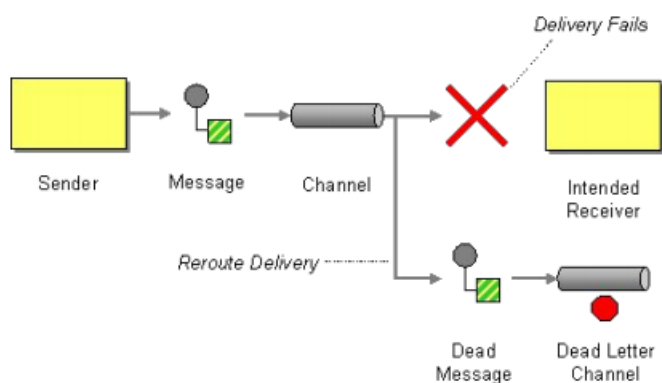 Delivery Fails
Sender
Message
Channel
Intended
Receiver
Reroute Delivery
Dead
Message
Dead Letter
Channel